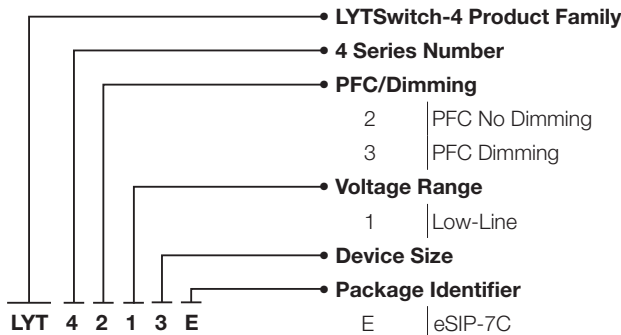 • LYTSwitch-4 Product Family
• 4 Series Number
• PFC/Dimming
2 PFC No Dimming
3 PFC Dimming
• Voltage Range
1 Low-Line
• Device Size
• Package Identifier
E eSIP-7C
LYT 4 2 1 3 E